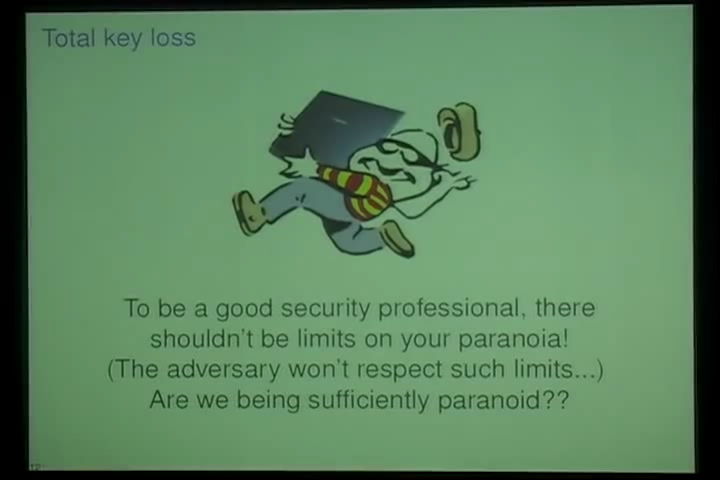 Total key loss
To be a good security professional, there
shouldn't be limits on your paranoia!
(The adversary won't respect such limits...)
Are we being sufficiently paranoid??
12